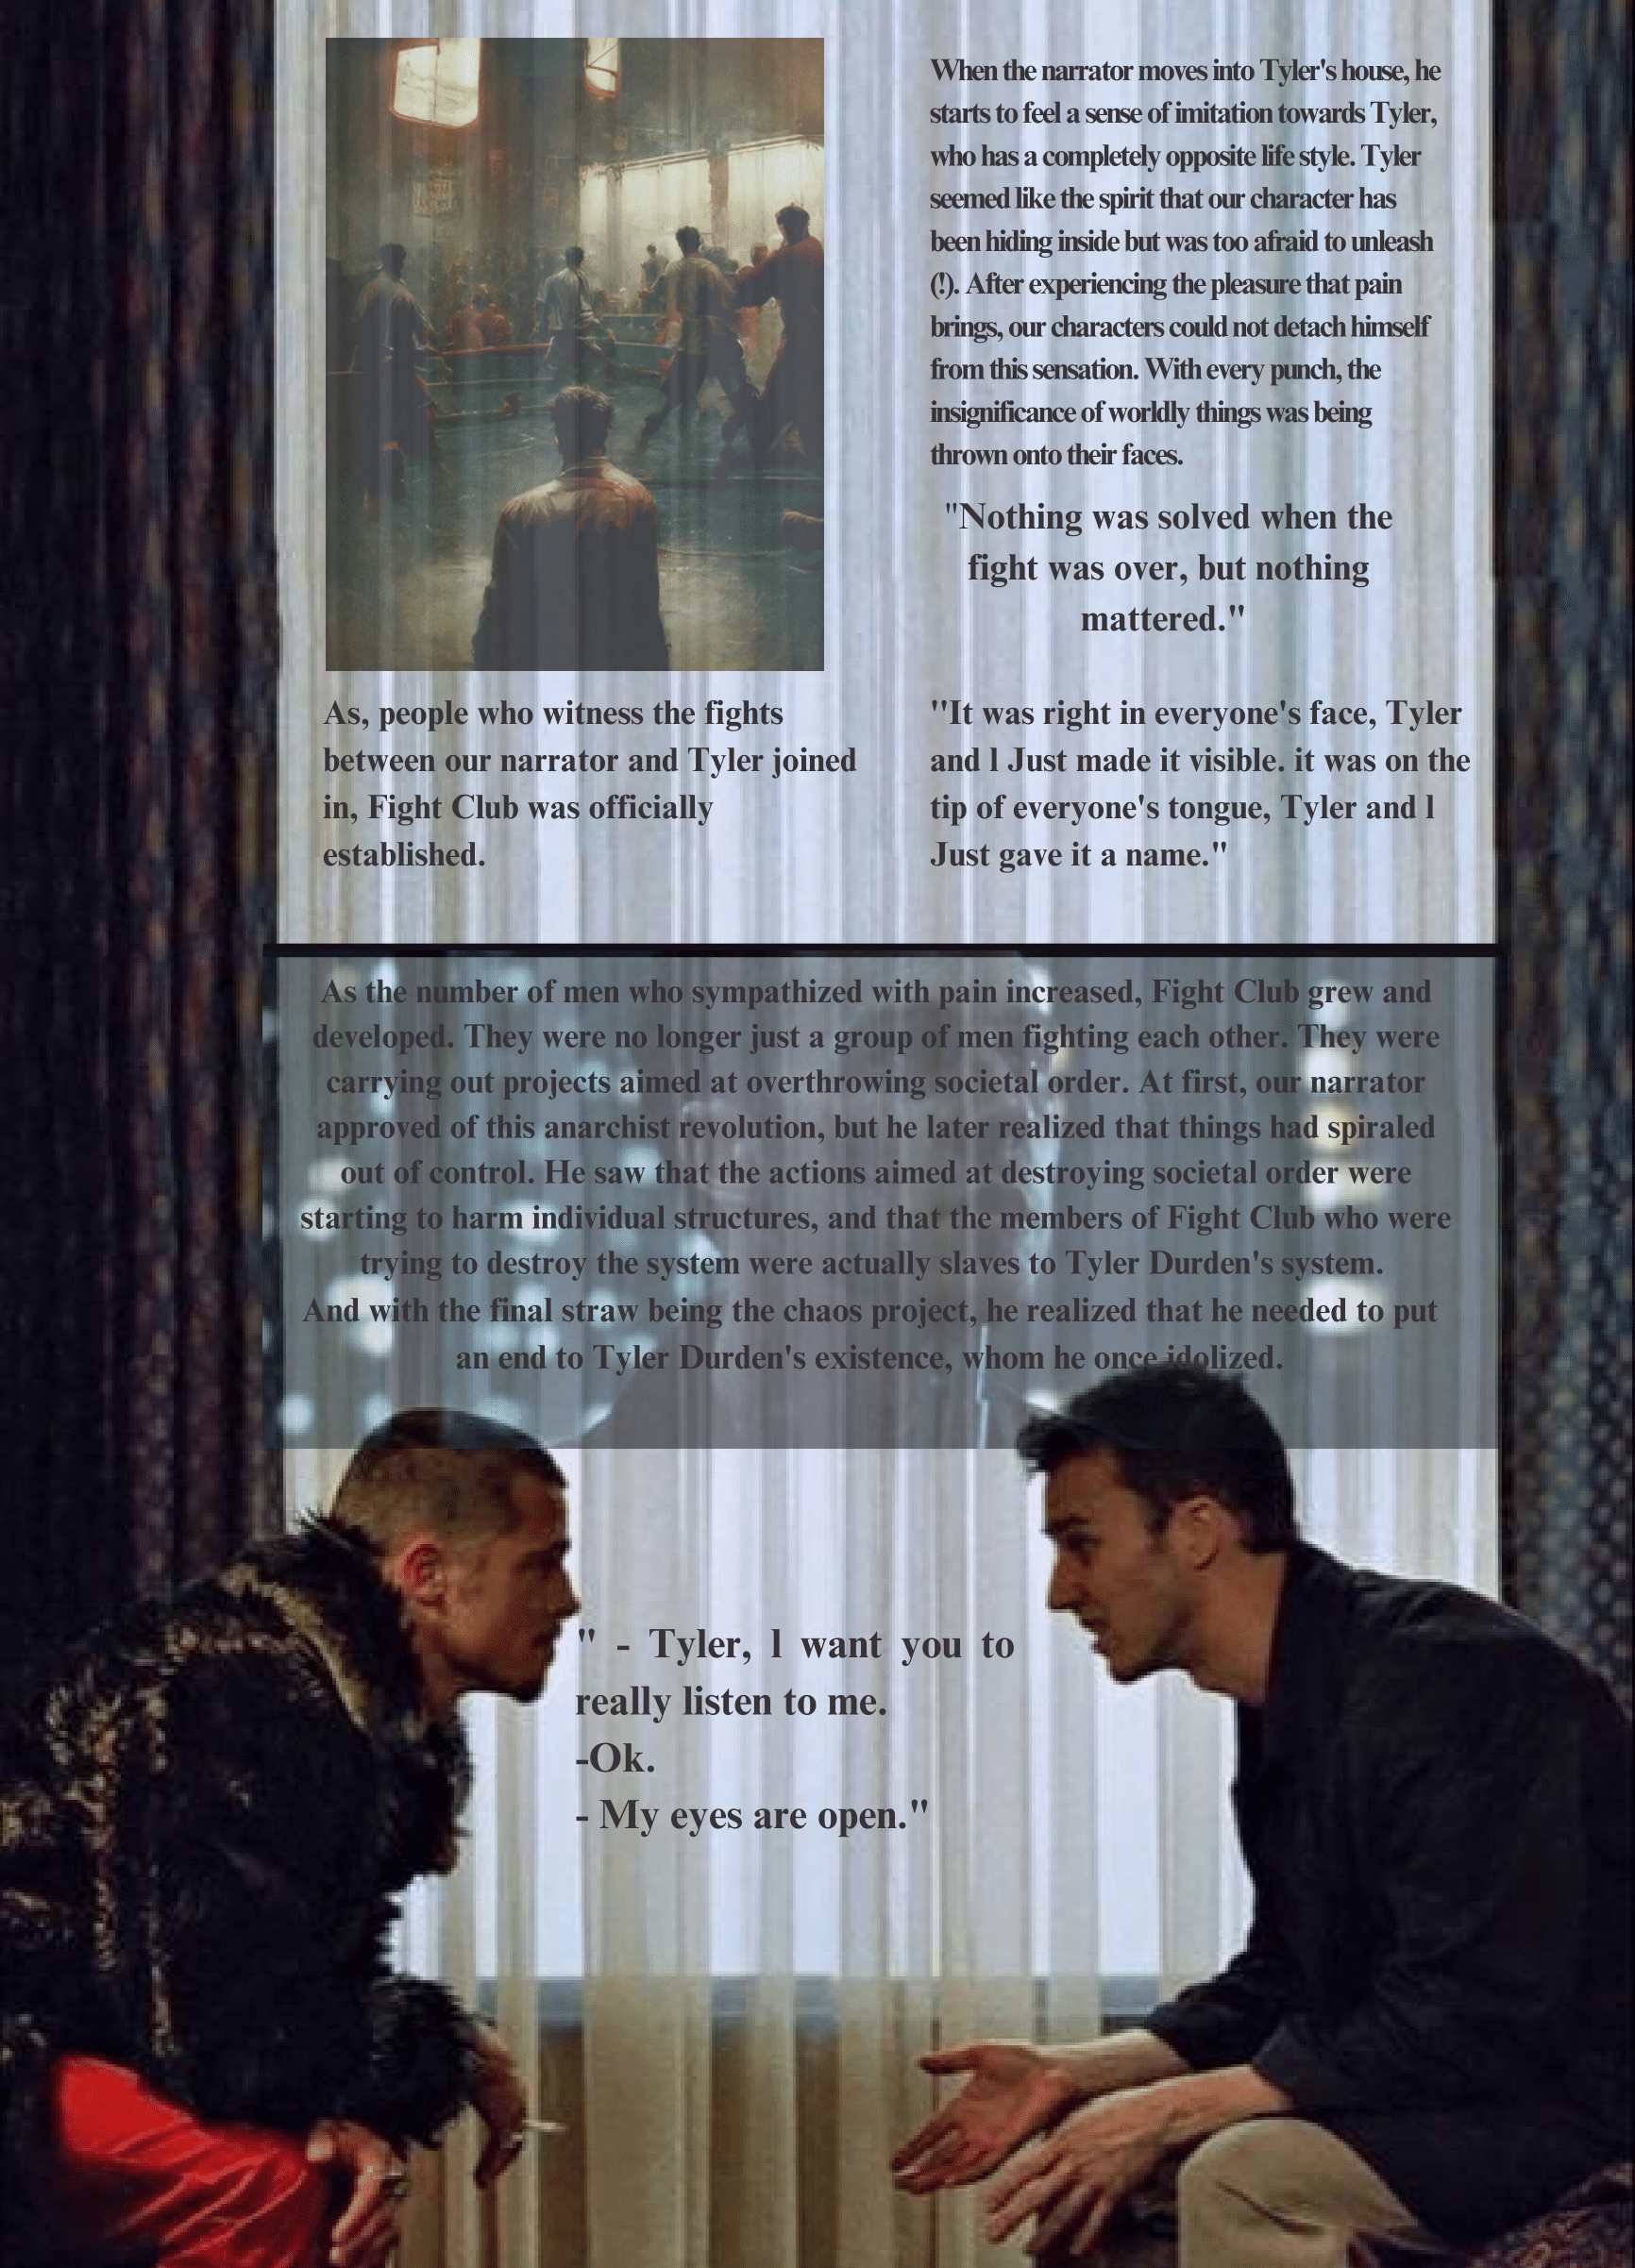 When the narrator moves into Tyler's house, he
starts to feel a sense of imitation towards Tyler,
who has a completely opposite life style. Tyler
seemed like the spirit that our character has
been hiding inside but was too afraid to unleash
(!). After experiencing the pleasure that pain
brings, our characters could not detach himself
from this sensation. With every punch, the
insignificance of worldly things was being
thrown onto their faces.
"Nothing was solved when the
fight was over, but nothing
mattered."
As, people who witness the fights
between our narrator and Tyler joined
in, Fight Club was officially
established.
"It was right in everyone's face, Tyler
and l Just made it visible. it was on the
tip of everyone's tongue, Tyler and l
Just gave it a name."
As the number of men who sympathized with pain increased, Fight Club grew and
developed. They were no longer just a group of men fighting each other. They were
carrying out projects aimed at overthrowing societal order. At first, our narrator
approved of this anarchist revolution, but he later realized that things had spiraled
out of control. He saw that the actions aimed at destroying societal order were
starting to harm individual structures, and that the members of Fight Club who were
trying to destroy the system were actually slaves to Tyler Durden's system.
And with the final straw being the chaos project, he realized that he needed to put
an end to Tyler Durden's existence, whom he once idolized.
" - Tyler, l want you to
really listen to me.
-Ok.
- My eyes are open."